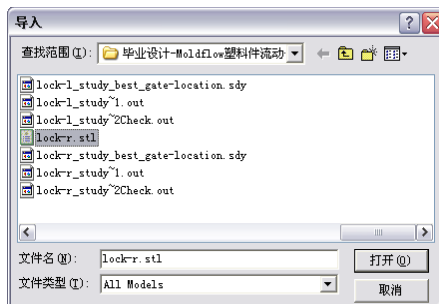 导入
查找范围(I): 毕业设计-Moldflow塑料件流动
lock-l_study_best_gate-location.sdy
lock-l_study~1.out
lock-l_study~2Check.out
lock-r.stl
lock-r_study_best_gate-location.sdy
lock-r_study~1.out
lock-r_study~2Check.out
文件名(N): lock-r.stl 打开(O)
文件类型(T): All Models 取消